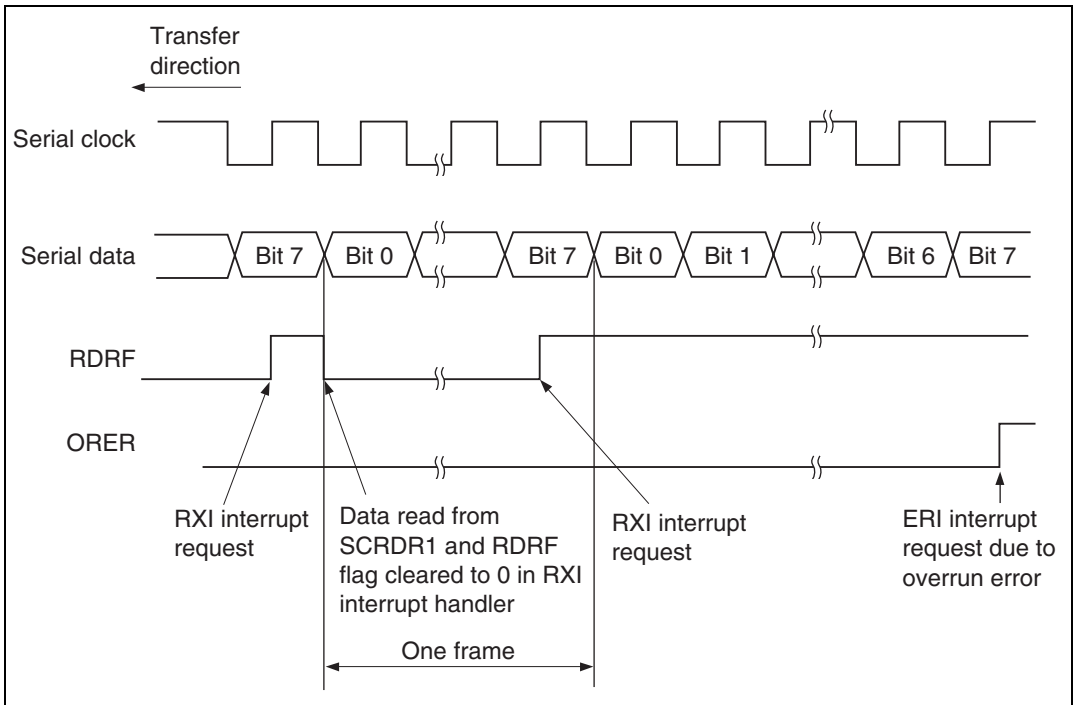 Transfer
direction
Serial clock
Serial data
Bit 7 Bit 0 Bit 7 Bit 0 Bit 1 Bit 6 Bit 7
RDRF
ORER
RXI interrupt
request
Data read from
SCRDR1 and RDRF
flag cleared to 0 in RXI
interrupt handler
RXI interrupt
request
ERI interrupt
request due to
overrun error
One frame